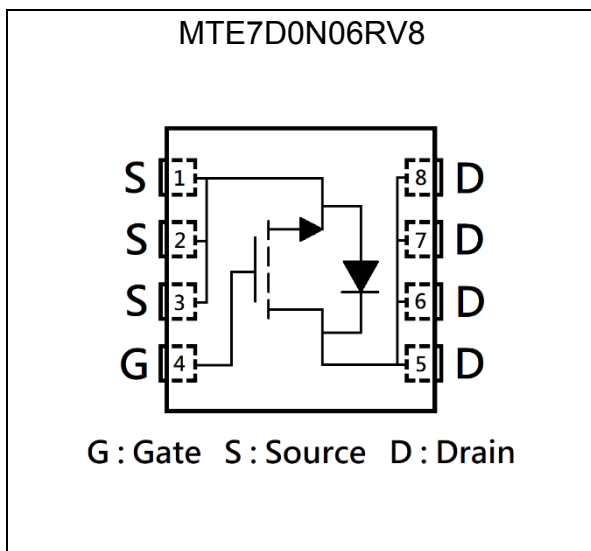 MTE7D0N06RV8
S 1 8 D
S 2 7 D
S 3 6 D
G 4 5 D
G : Gate S : Source D : Drain